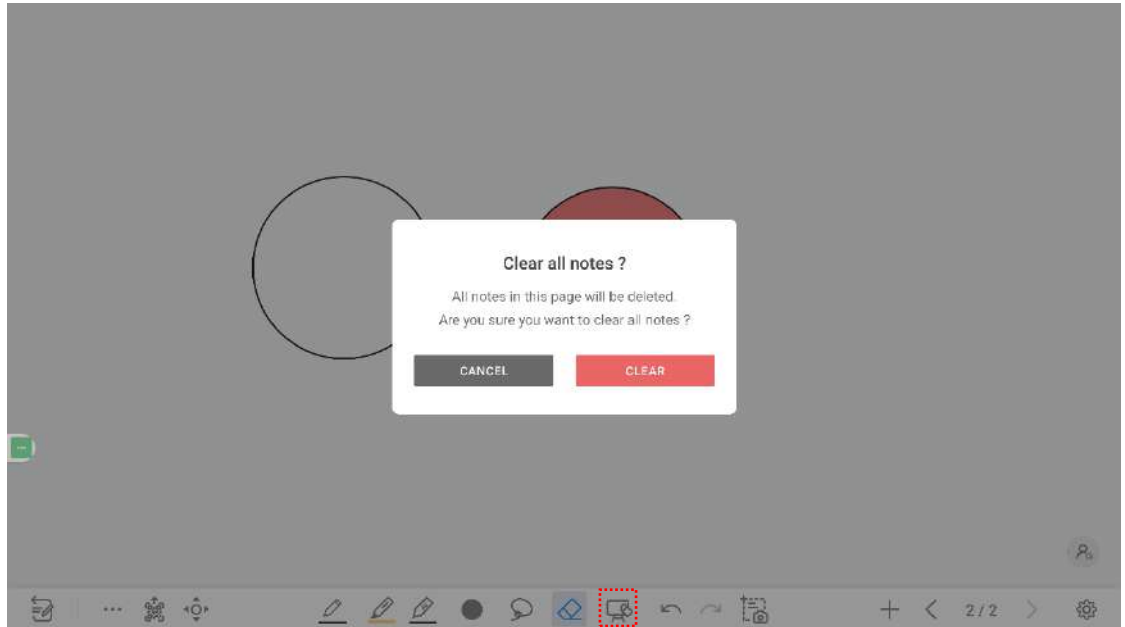 Clear all notes ?
All notes in this page will be deleted.
Are you sure you want to clear all notes ?
CANCEL
CLEAR
2/2